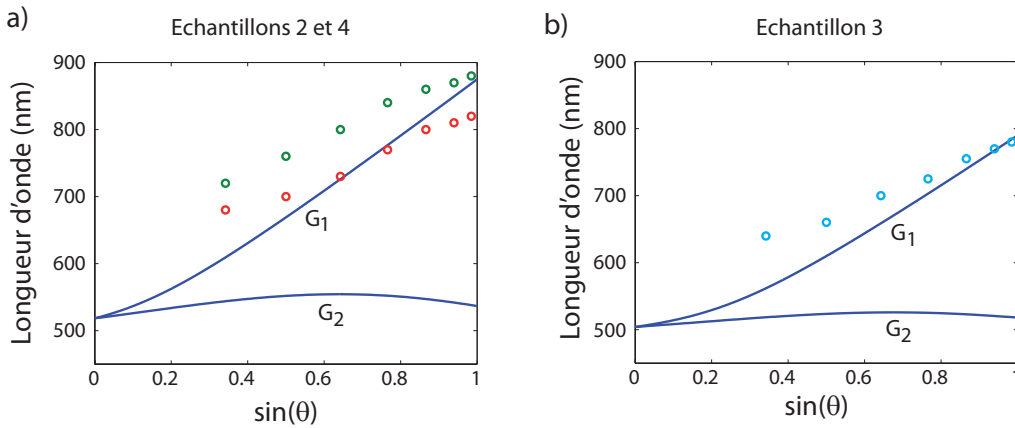 a)
Echantillons 2 et 4
Longueur d'onde (nm)
900
800
700
600
500
G1
G2
0
0.2
0.4
0.6
0.8
1
sin(θ)
b)
Echantillon 3
Longueur d'onde (nm)
900
800
700
600
500
G1
G2
0
0.2
0.4
0.6
0.8
1
sin(θ)